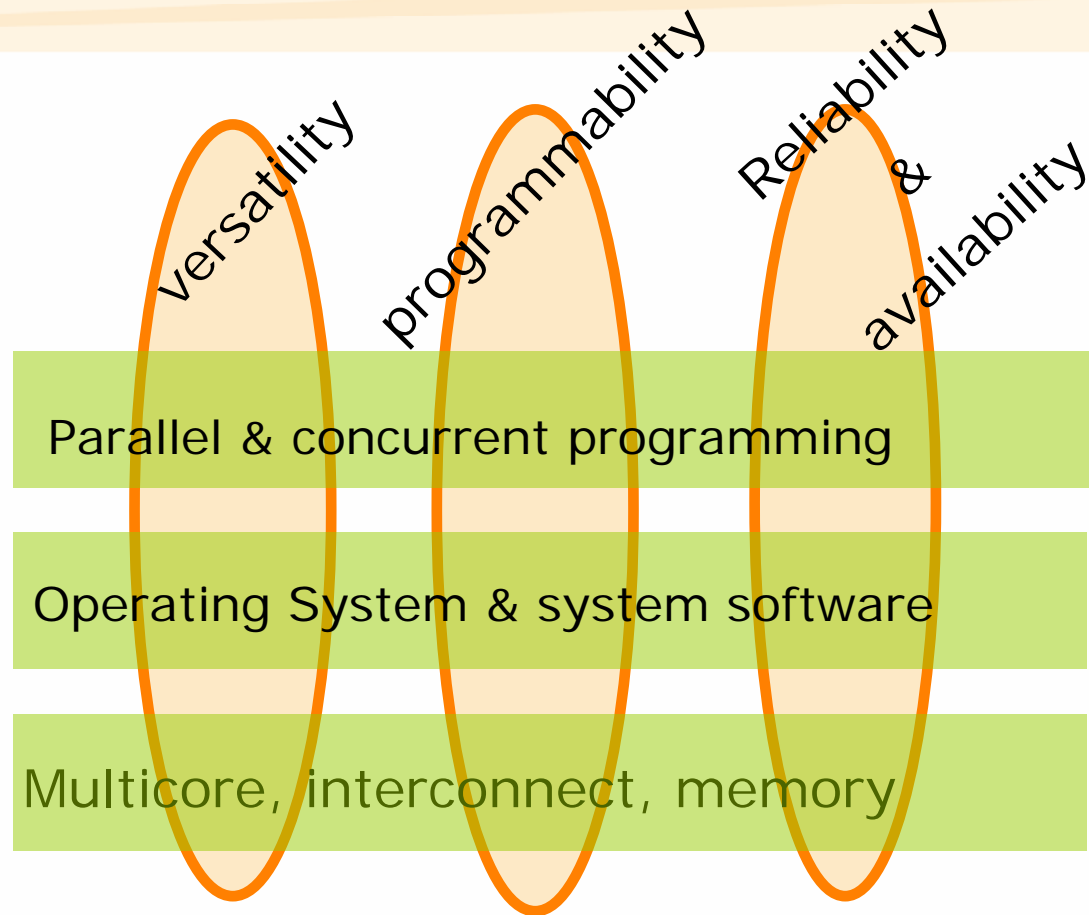 versatility
programmability
Reliability
&
availability
Parallel & concurrent programming
Operating System & system software
Multicore, interconnect, memory